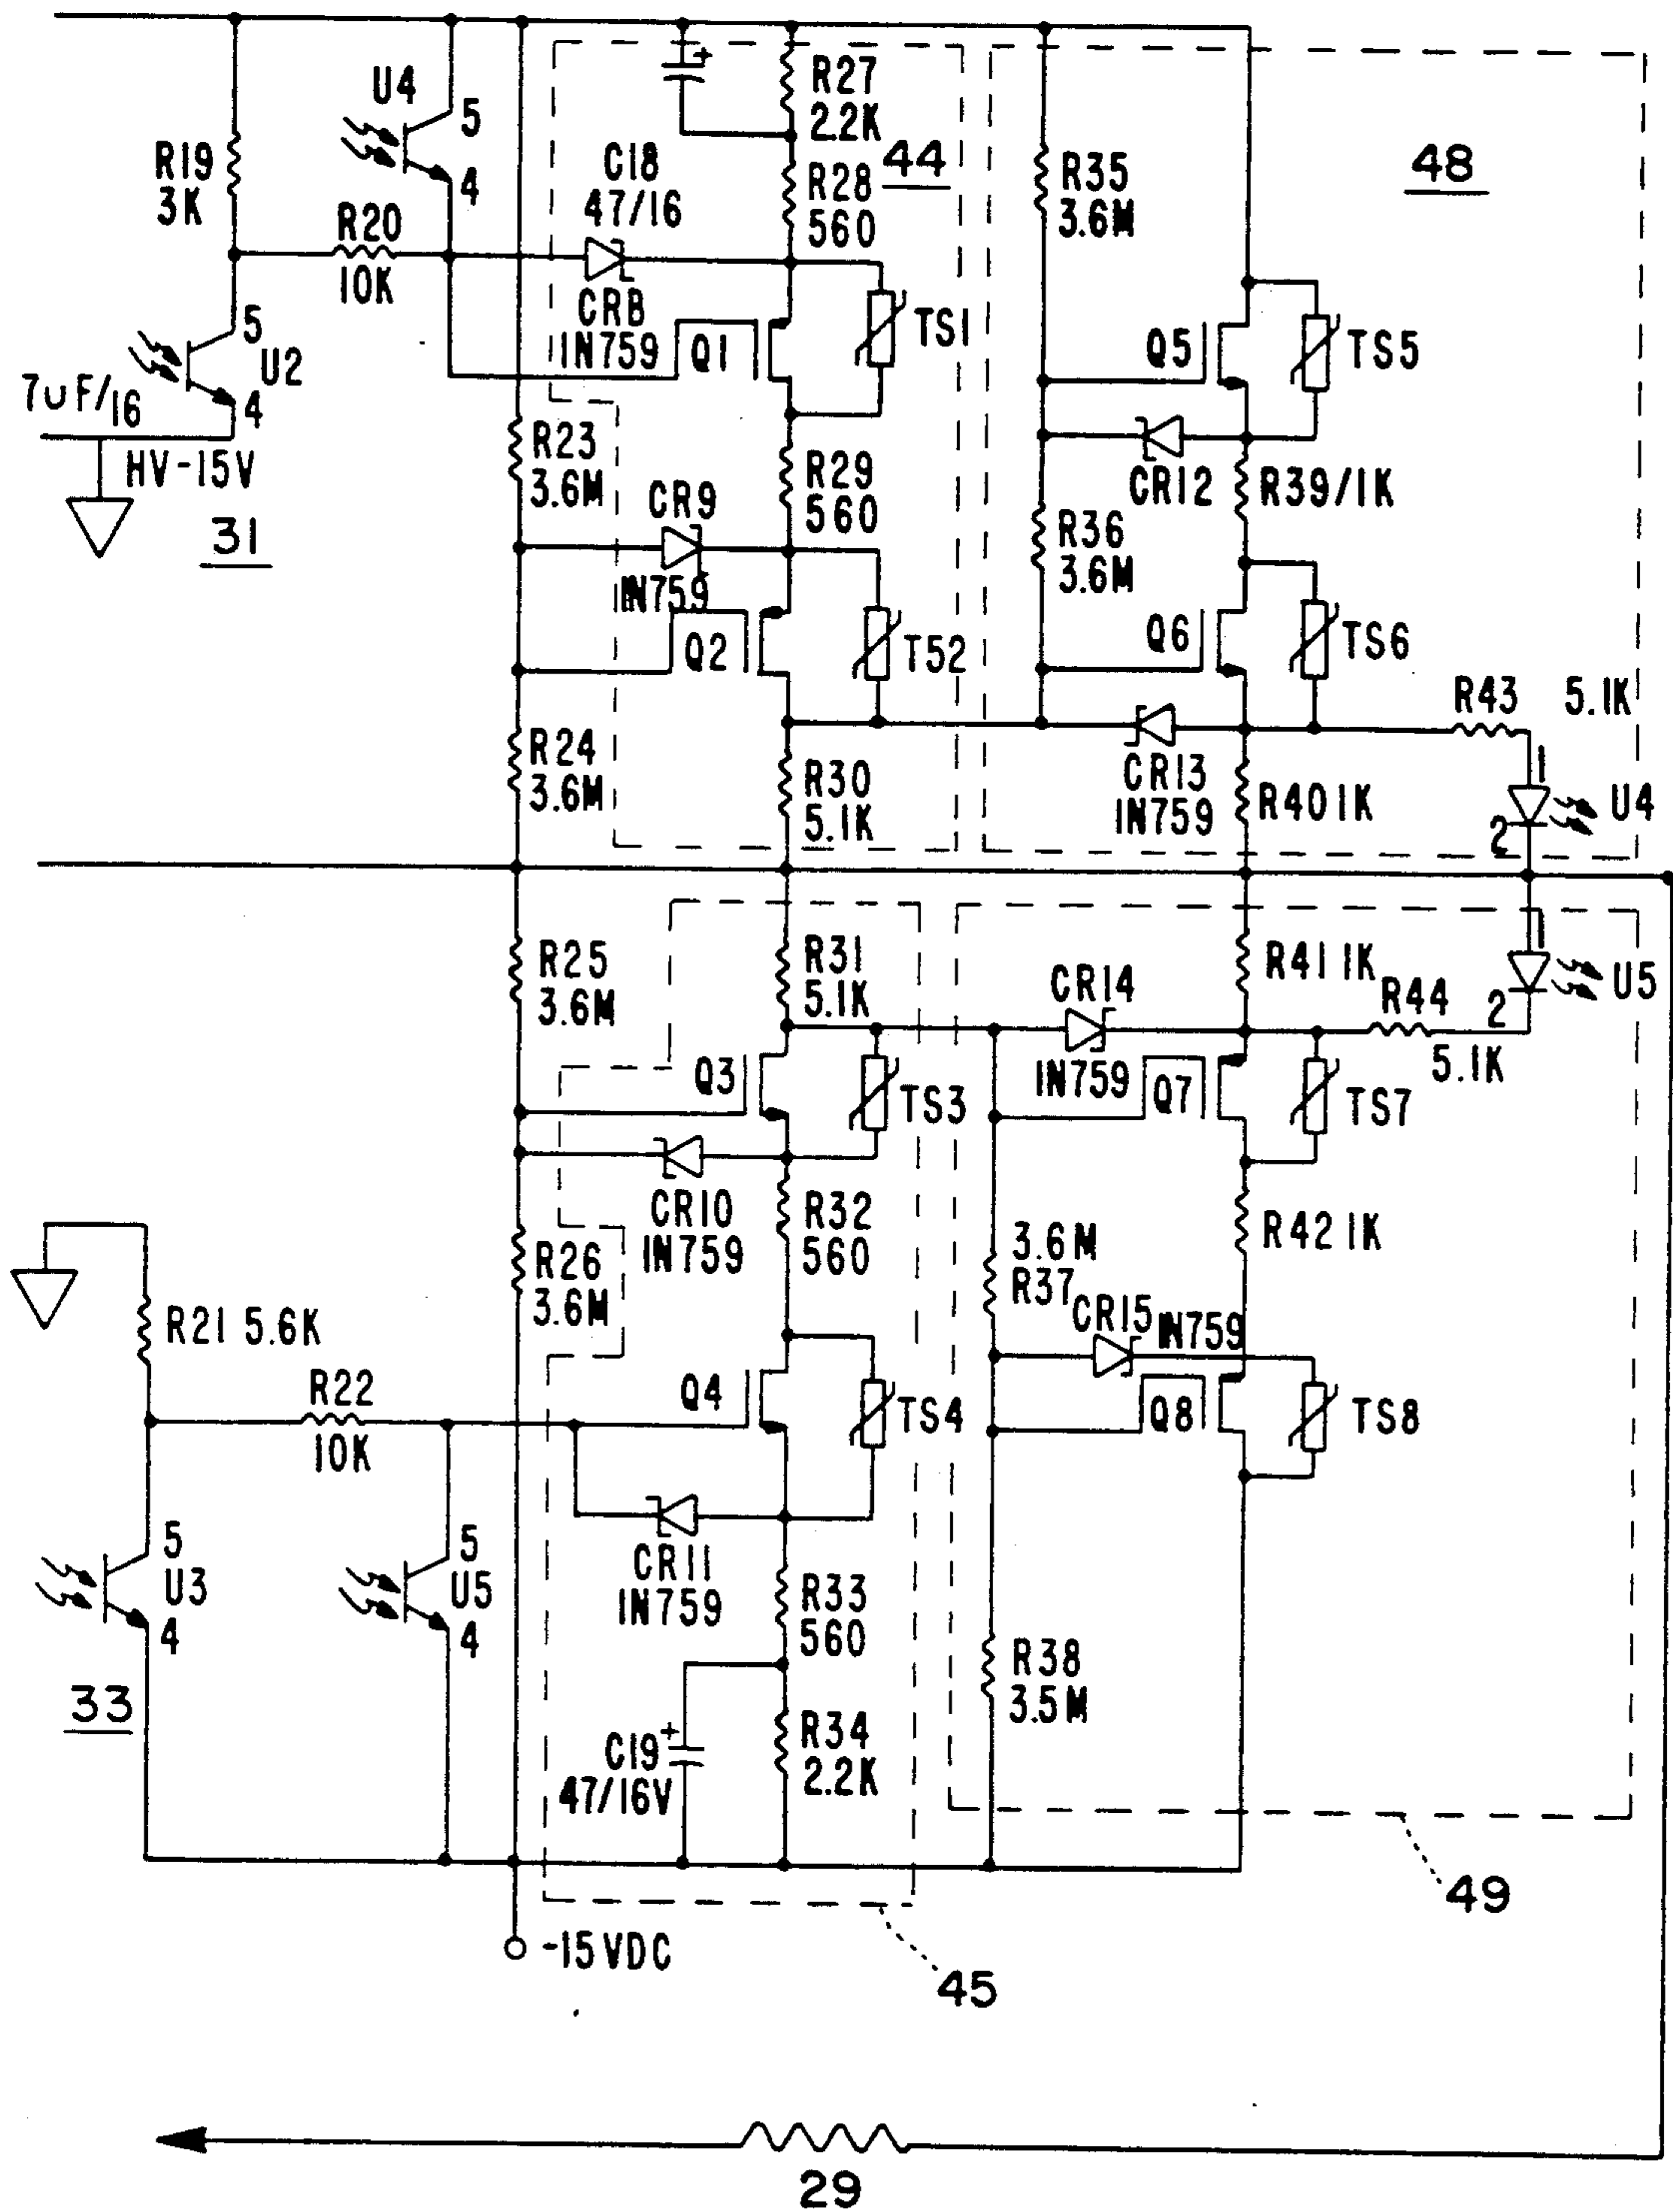 R27
2.2K
U4
5
4
R19
3K
C18
47/16
R28
560
44
R35
3.6M
48
R20
10K
CRB
IN759
Q1
TS1
Q5
TS5
5
U2
4
7uF/16
HV-15V
31
R23
3.6M
R29
560
CR9
IN759
CR12
R39/1K
R36
3.6M
Q2
T52
Q6
TS6
R43 5.1K
R24
3.6M
R30
5.1K
CR13
IN759
R40 1K
1
2
U4
R25
3.6M
R31
5.1K
CR14
IN759
R41 1K
R44
5.1K
1
2
U5
Q3
TS3
Q7
TS7
CR10
IN759
R32
560
R42 1K
R26
3.6M
3.6M
R37
CR15 IN759
R21 5.6K
R22
10K
Q4
TS4
Q8
TS8
5
U3
4
5
U5
4
CR11
IN759
R33
560
R38
3.5M
33
+
C19
47/16V
R34
2.2K
+
49
-15VDC
45
29